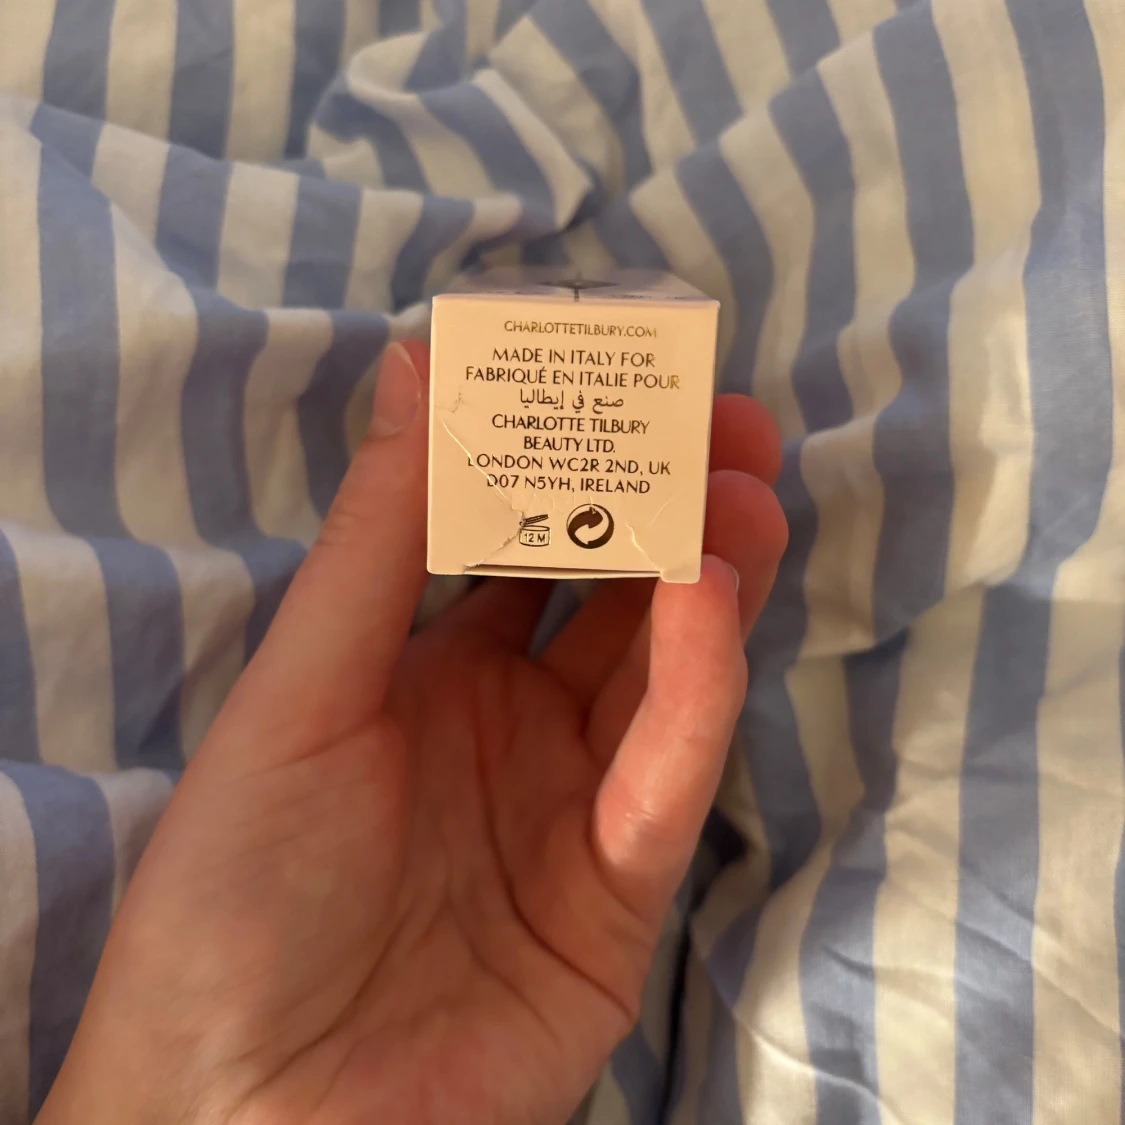 CHARLOTTETILBURY.COM
MADE IN ITALY FOR
FABRIQUÉ EN ITALIE POUR
صنع في إيطاليا
CHARLOTTE TILBURY
BEAUTY LTD.
LONDON WC2R 2ND, UK
D07 N5YH, IRELAND
12 M